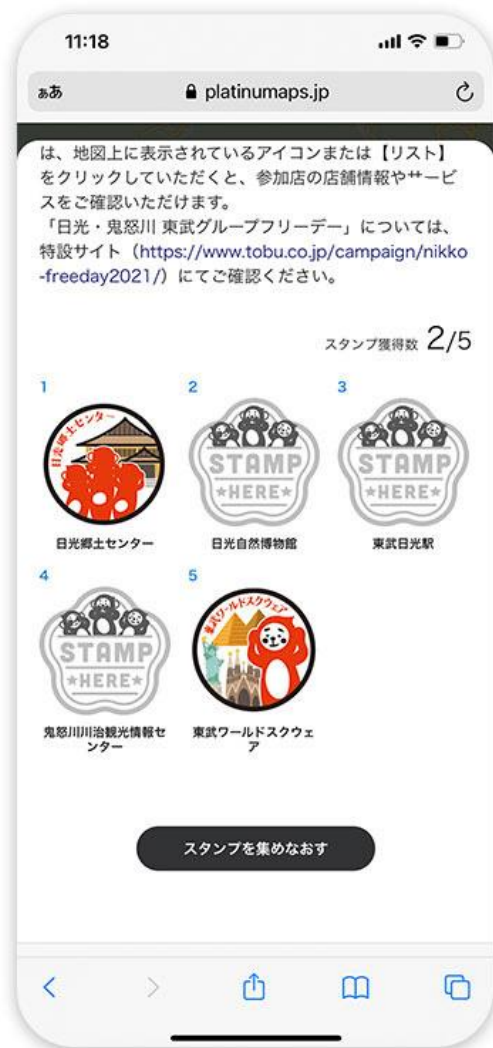 11:18
ぁあ platinumaps.jp
は、地図上に表示されているアイコンまたは【リスト】
をクリックしていただくと、参加店の店舗情報やサービ
スをご確認いただけます。
「日光・鬼怒川 東武グループフリーデー」については、
特設サイト（https://www.tobu.co.jp/campaign/nikko
-freeday2021/）にてご確認ください。
スタンプ獲得数 2/5
1
2
3
日光郷土センター
STAMP
★HERE★
STAMP
★HERE★
日光郷土センター
日光自然博物館
東武日光駅
4
5
STAMP
★HERE★
東武ワールドスクウェア
鬼怒川川治観光情報セ
ンター
東武ワールドスクウェ
ア
スタンプを集めなおす